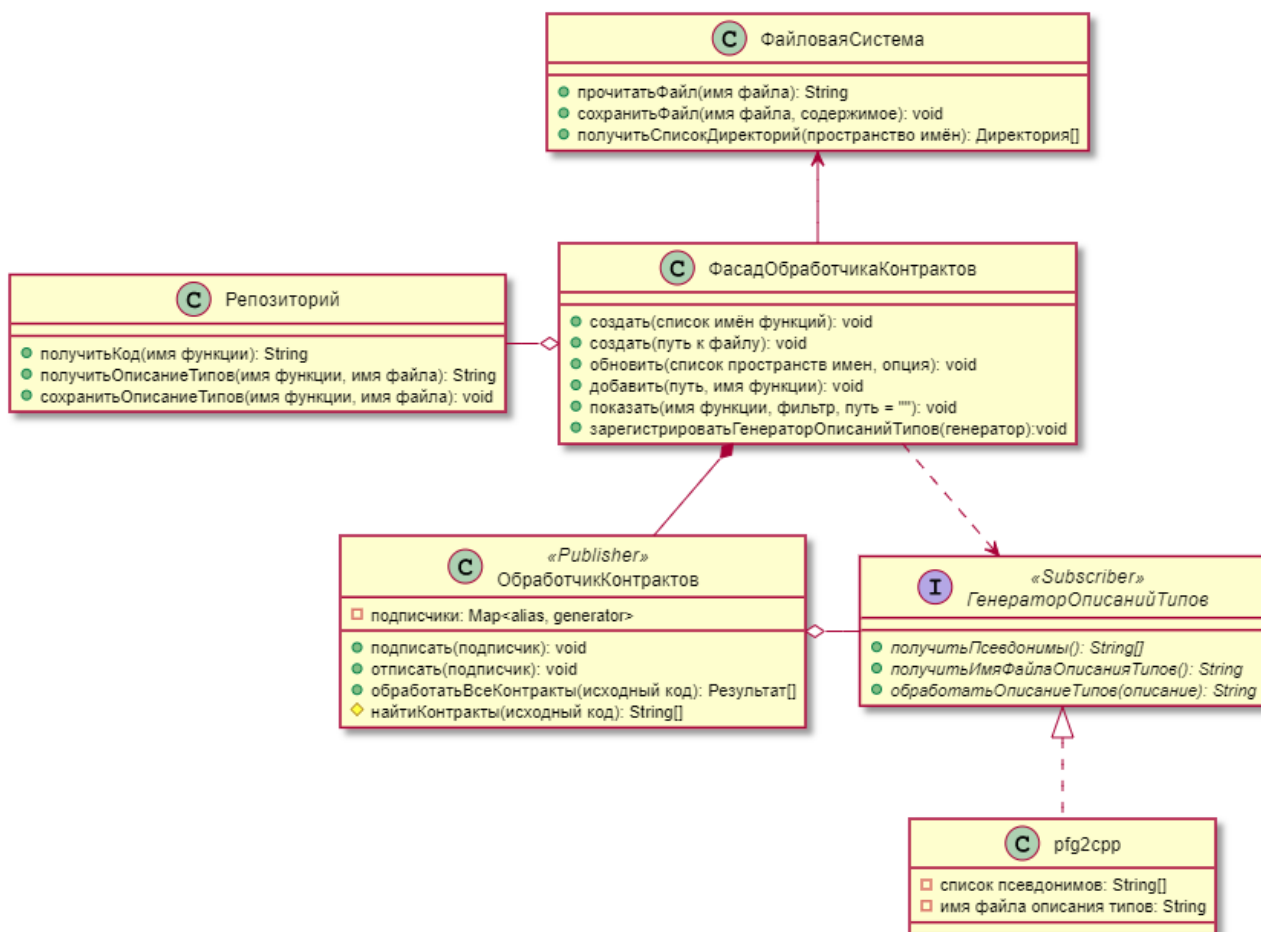 C ФайловаяСистема
прочитатьФайл(имя файла): String
сохранитьФайл(имя файла, содержимое): void
получитьСписокДиректорий(пространство имён): Директория[]
C ФасадОбработчикаКонтрактов
создать(список имён функций): void
создать(путь к файлу): void
обновить(список пространств имен, опция): void
добавить(путь, имя функции): void
показать(имя функции, фильтр, путь = ""): void
зарегистрироватьГенераторОписанийТипов(генератор):void
C Репозиторий
получитьКод(имя функции): String
получитьОписаниеТипов(имя функции, имя файла): String
сохранитьОписаниеТипов(имя функции, имя файла): void
C «Publisher»
ОбработчикКонтрактов
подписчики: Map<alias, generator>
подписать(подписчик): void
отписать(подписчик): void
обработатьВсеКонтракты(исходный код): Результат[]
найтиКонтракты(исходный код): String[]
I «Subscriber»
ГенераторОписанийТипов
получитьПсевдонимы(): String[]
получитьИмяФайлаОписанияТипов(): String
обработатьОписаниеТипов(описание): String
C pfg2cpp
список псевдонимов: String[]
имя файла описания типов: String